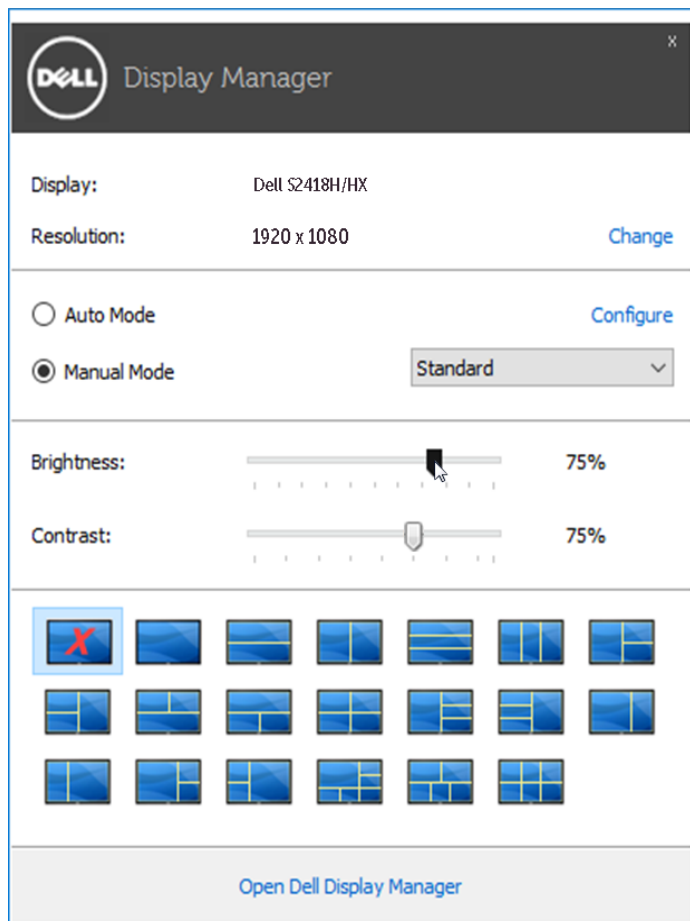 x
DELL Display Manager
Display: Dell S2418H/HX
Resolution: 1920 x 1080 Change
Auto Mode Configure
Manual Mode Standard
Brightness: 75%
Contrast: 75%
X
Open Dell Display Manager